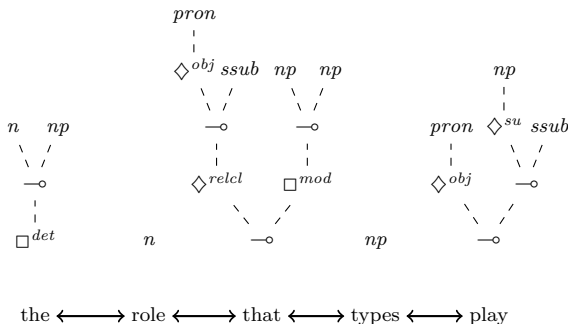 pron
◇obj ssub np np np
n np ⊸ ⊸ pron ◇su ssub
⊸ ◇relcl □mod ◇obj ⊸
□det n ⊸ np ⊸
the ⟷ role ⟷ that ⟷ types ⟷ play